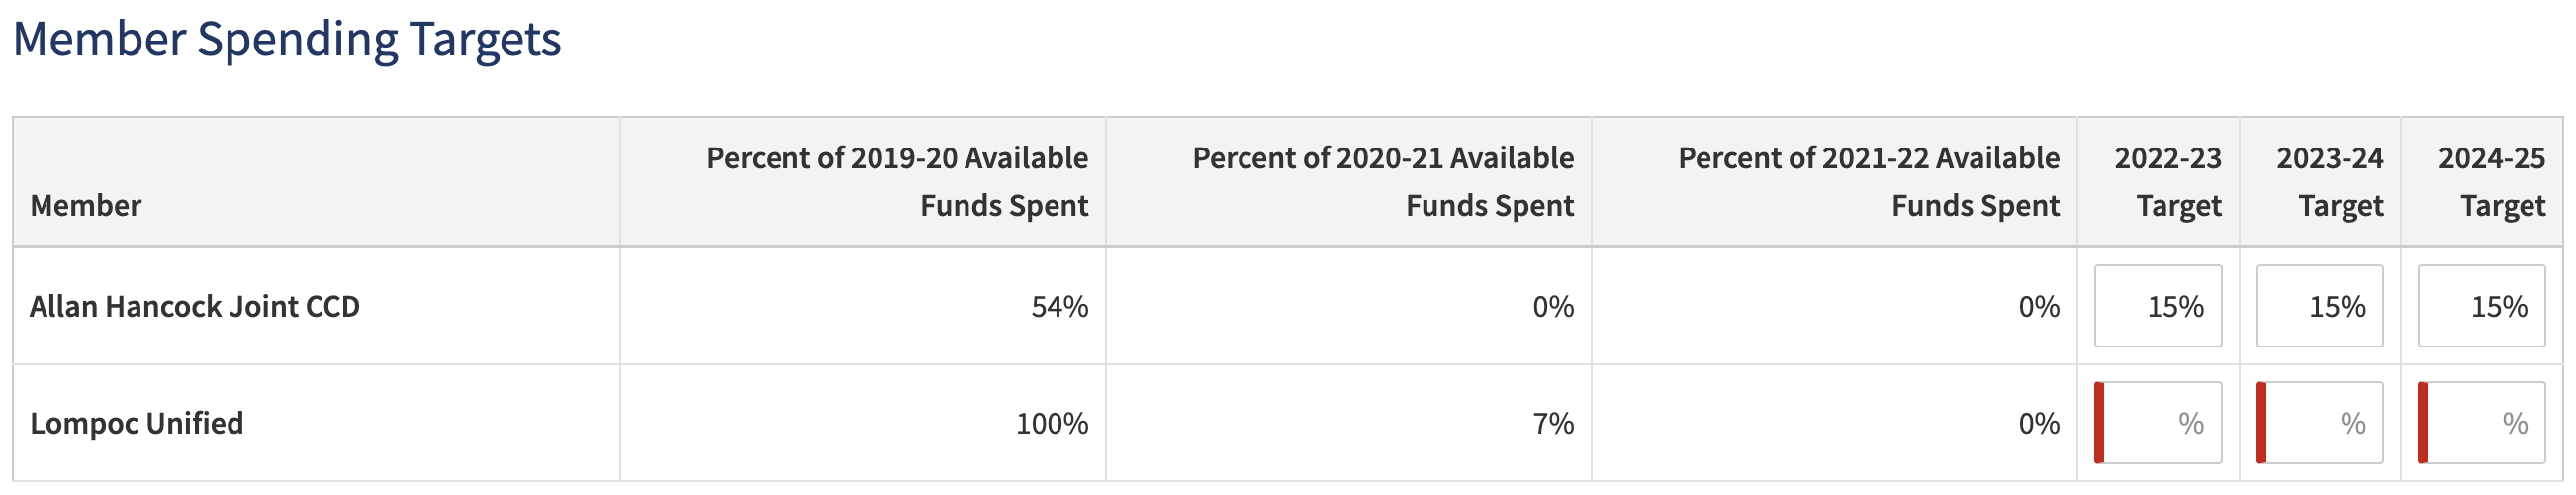 Member Spending Targets
Member
Percent of 2019-20 Available
Funds Spent
Percent of 2020-21 Available
Funds Spent
Percent of 2021-22 Available
Funds Spent
2022-23
Target
2023-24
Target
2024-25
Target
Allan Hancock Joint CCD 54% 0% 0% 15% 15% 15%
Lompoc Unified 100% 7% 0% % % %